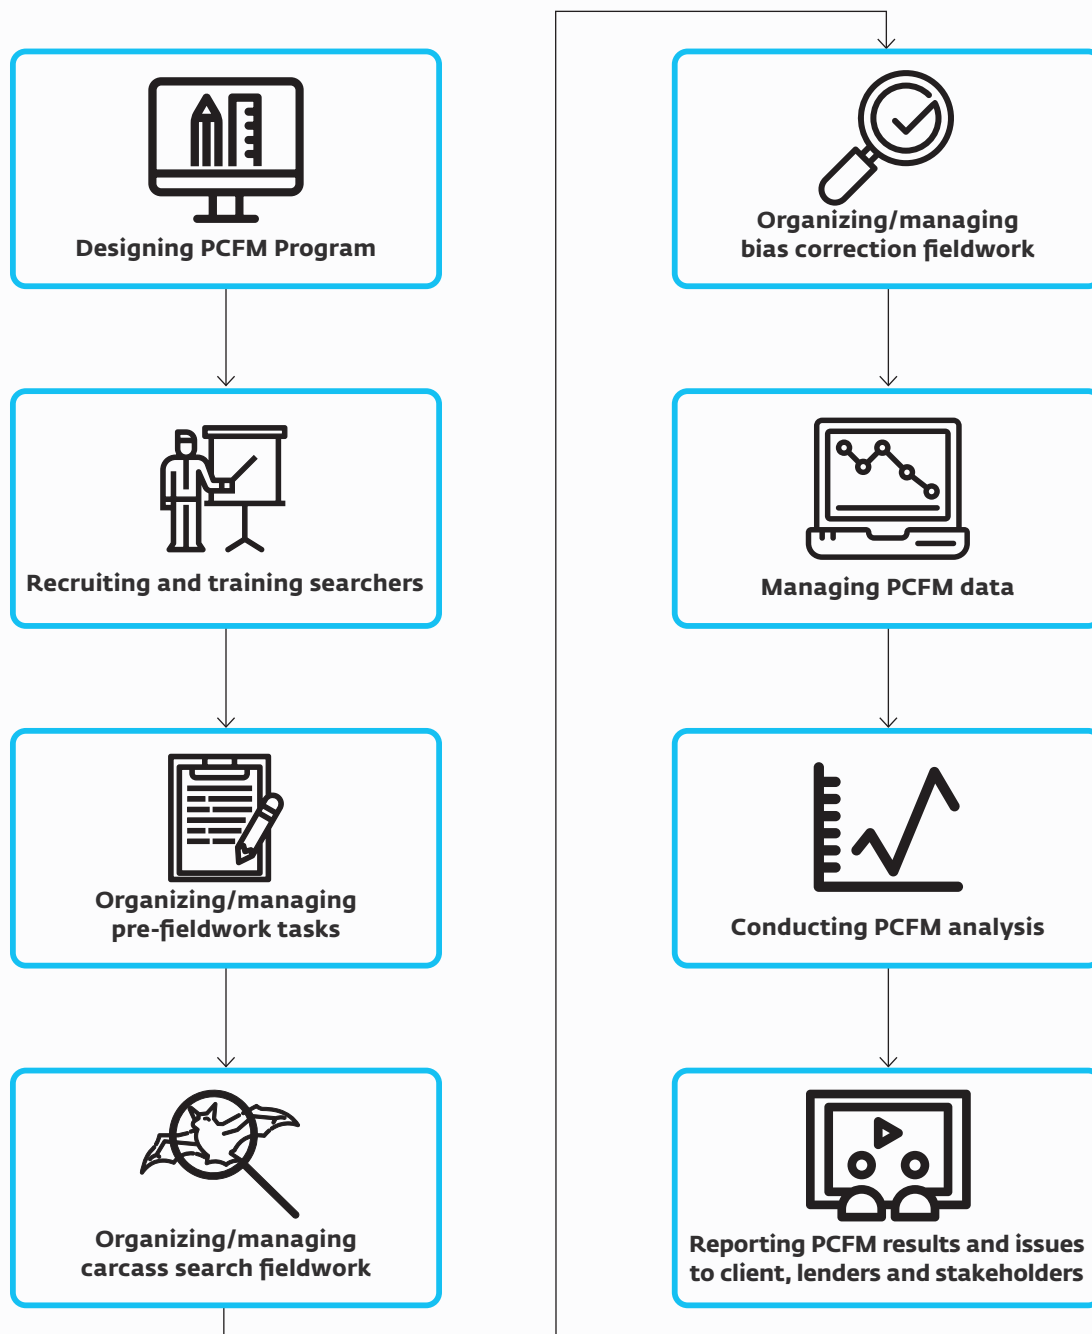 Designing PCFM Program
Recruiting and training searchers
Organizing/managing
pre-fieldwork tasks
Organizing/managing
carcass search fieldwork
Organizing/managing
bias correction fieldwork
Managing PCFM data
Conducting PCFM analysis
Reporting PCFM results and issues
to client, lenders and stakeholders